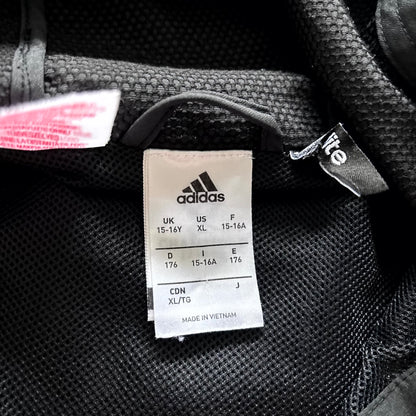 adidas
UK US F
15-16Y XL 15-16A
D I E
176 15-16A 176
CDN J
XL/TG
MADE IN VIETNAM
ite